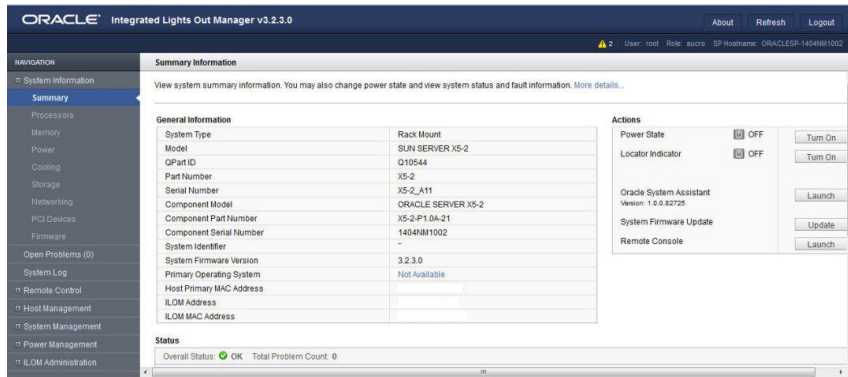 ORACLE® Integrated Lights Out Manager v3.2.3.0
About Refresh Logout
2 User: root Role: aucro SP Hostname: ORACLESP-1404NM1002
NAVIGATION
System Information
Summary
Processors
Memory
Power
Cooling
Storage
Networking
PCI Devices
Firmware
Open Problems (0)
System Log
Remote Control
Host Management
System Management
Power Management
ILOM Administration
Summary Information
View system summary information. You may also change power state and view system status and fault information. More details...
General Information
System Type Rack Mount
Model SUN SERVER X5-2
QPart ID Q10544
Part Number X5-2
Serial Number X5-2_A11
Component Model ORACLE SERVER X5-2
Component Part Number X5-2-P1.0A-21
Component Serial Number 1404NM1002
System Identifier -
System Firmware Version 3.2.3.0
Primary Operating System Not Available
Host Primary MAC Address
ILOM Address
ILOM MAC Address
Actions
Power State OFF Turn On
Locator Indicator OFF Turn On
Oracle System Assistant Launch
Version: 1.0.0.82725
System Firmware Update Update
Remote Console Launch
Status
Overall Status: OK Total Problem Count: 0